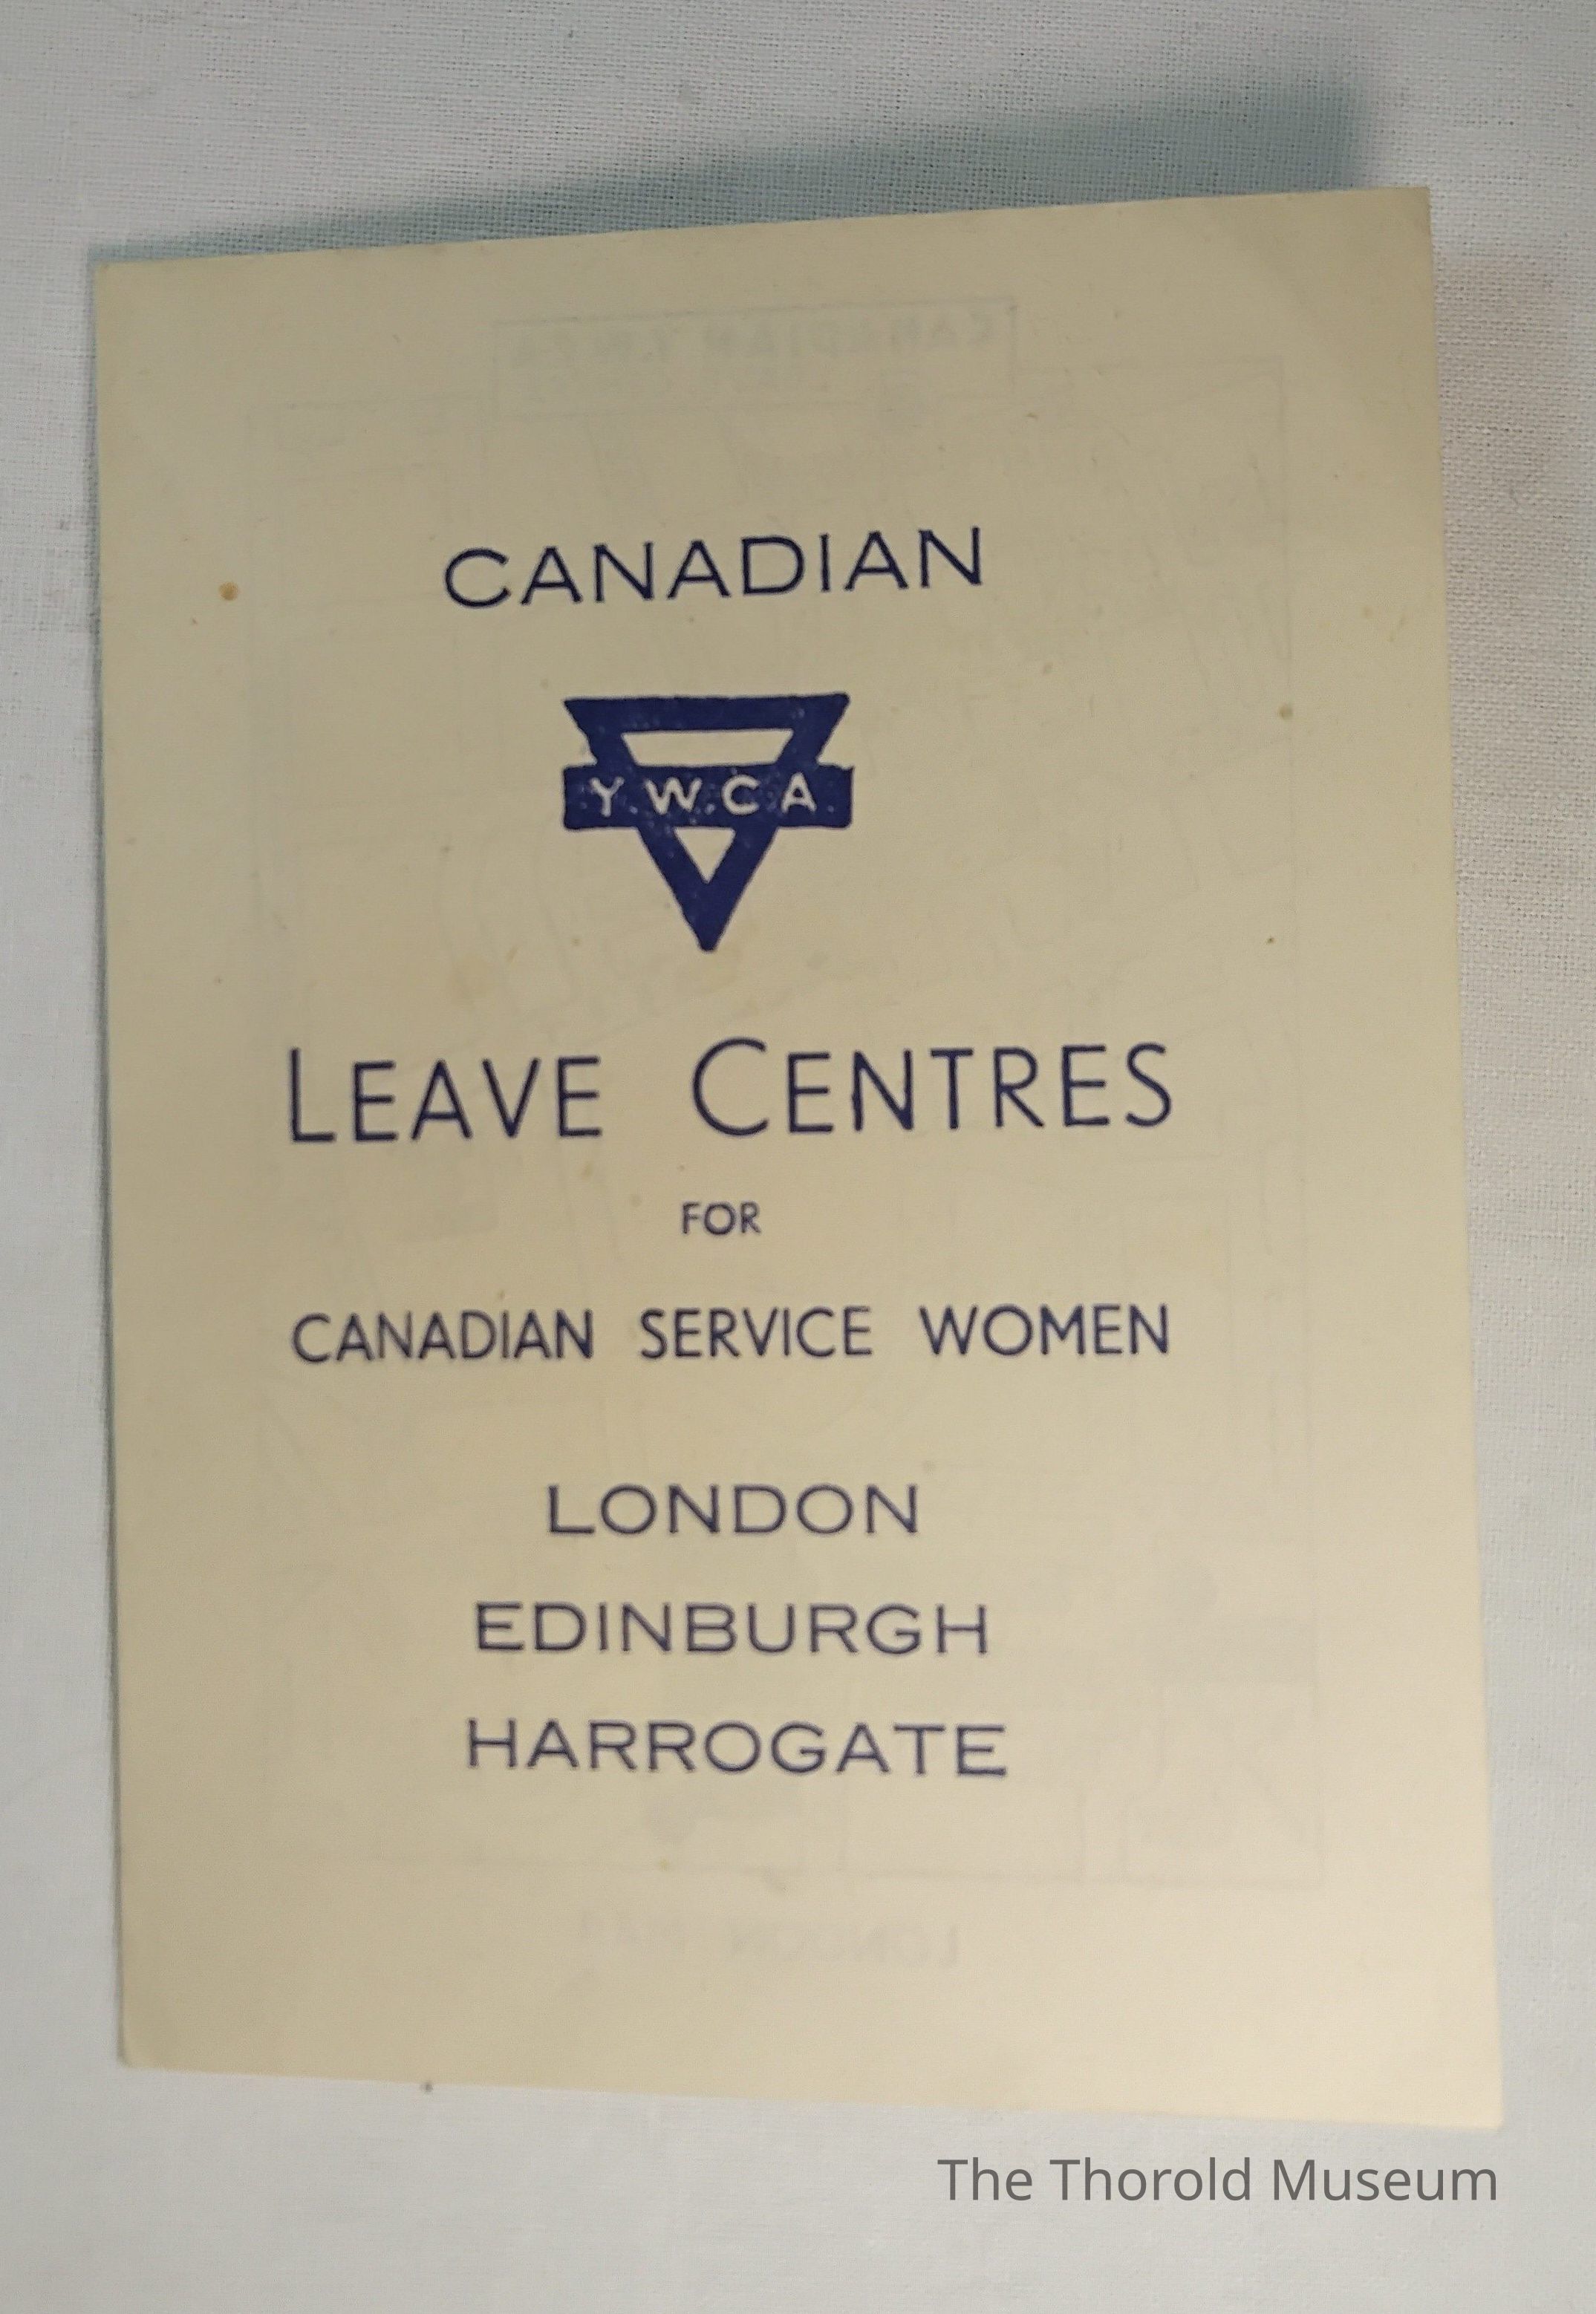 CANADIAN
Y.W.C.A.
LEAVE CENTRES
FOR
CANADIAN SERVICE WOMEN
LONDON
EDINBURGH
HARROGATE
The Thorold Museum